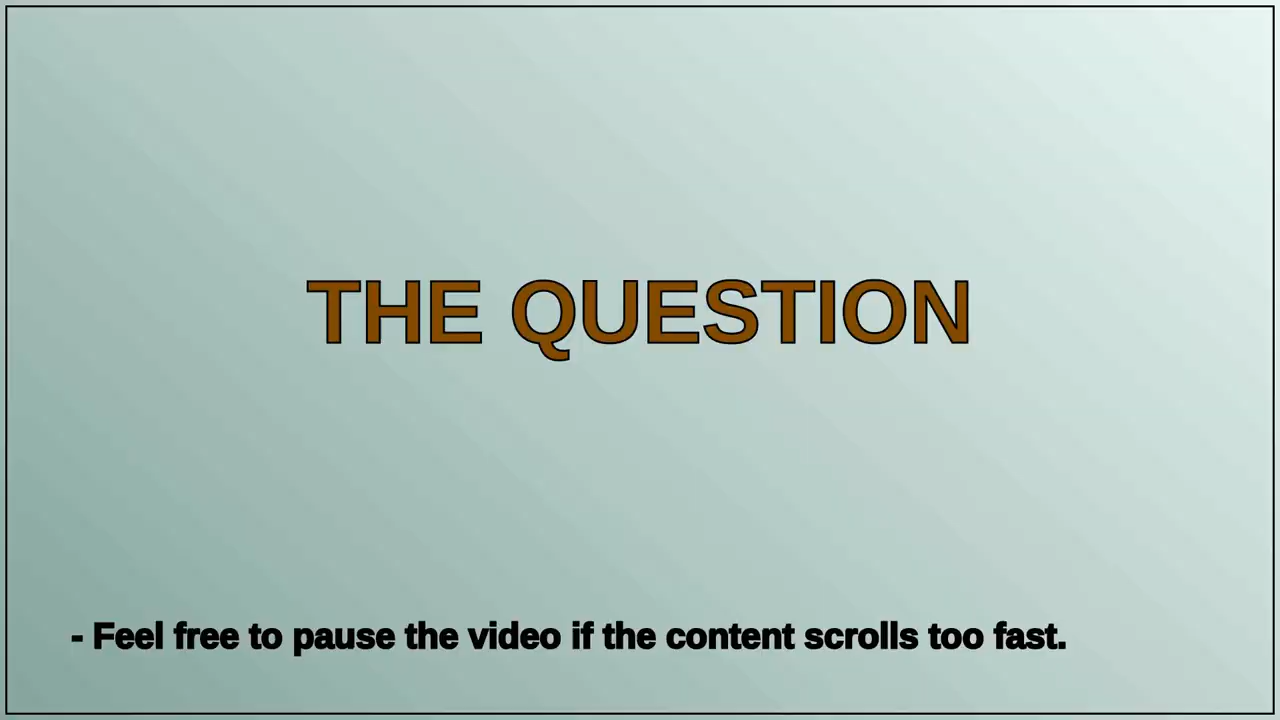 THE QUESTION
- Feel free to pause the video if the content scrolls too fast.